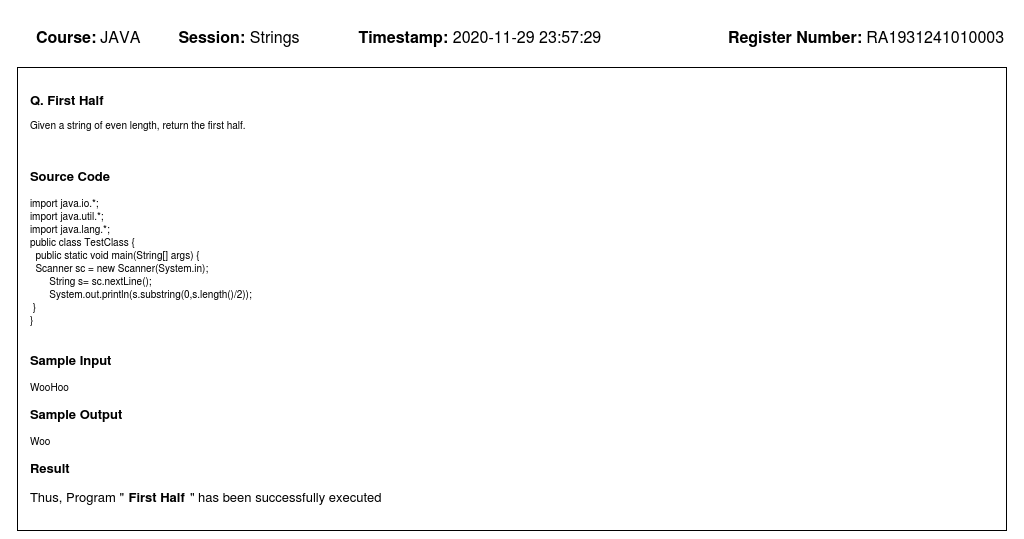 Course: JAVA Session: Strings Timestamp: 2020-11-29 23:57:29 Register Number: RA1931241010003
Q. First Half
Given a string of even length, return the first half.
Source Code
import java.io.*;
import java.util.*;
import java.lang.*;
public class TestClass {
public static void main(String[] args) {
Scanner sc = new Scanner(System.in);
String s= sc.nextLine();
System.out.println(s.substring(0,s.length()/2));
}
}
Sample Input
WooHoo
Sample Output
Woo
Result
Thus, Program " First Half " has been successfully executed